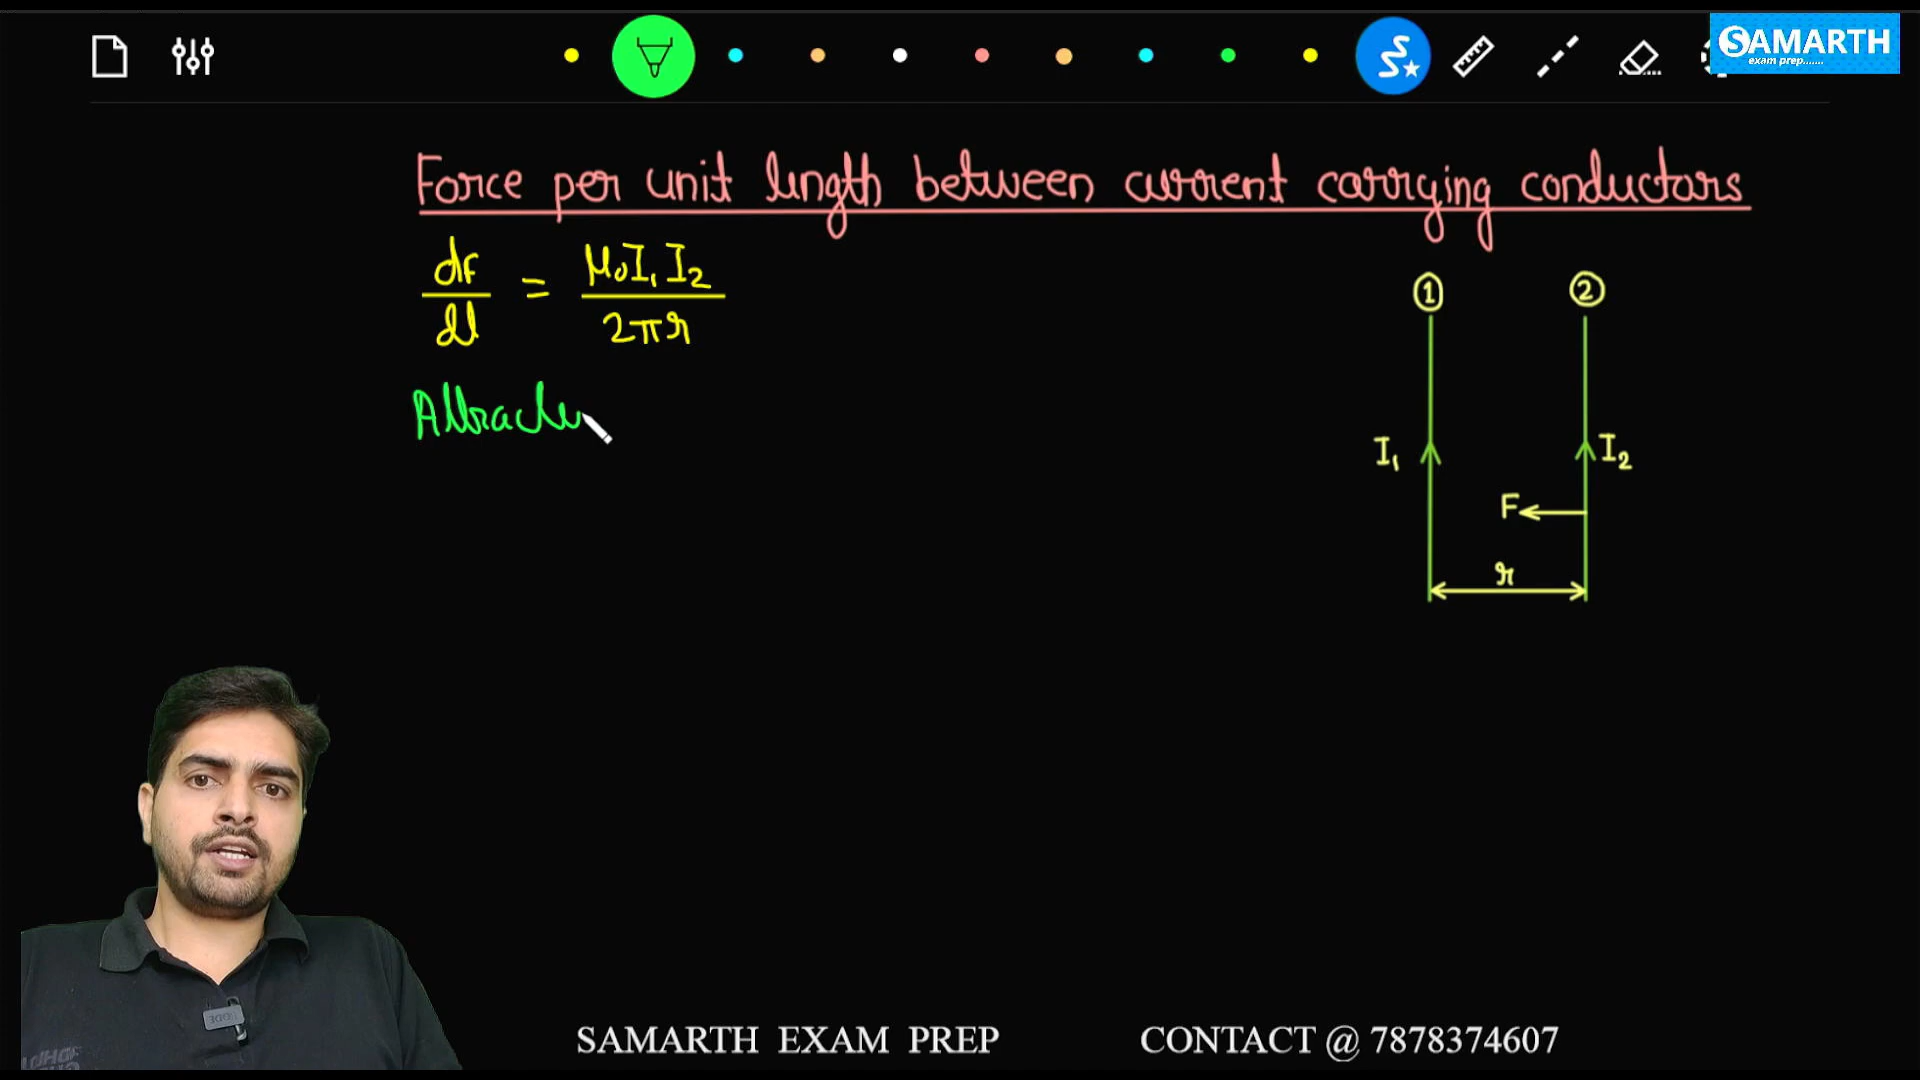 SAMARTH
exam prep.......
Force per unit length between current carrying conductors
dF/dl = μ₀I₁I₂/2πr
① ②
I₁ I₂
F
r
SAMARTH EXAM PREP CONTACT @ 7878374607